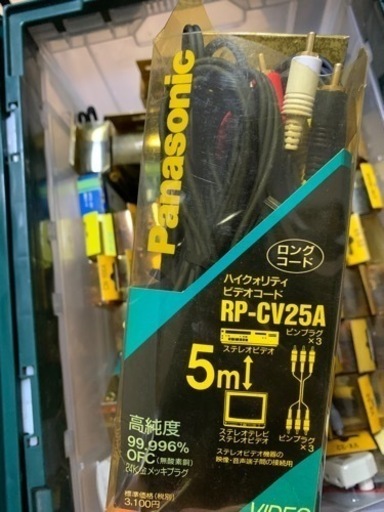 Panasonic
ロング
コード
ハイクォリティ
ビデオコード
RP-CV25A
ピンプラグ
×3
ステレオビデオ
5m
ステレオテレビ
ステレオビデオ
ピンプラグ
×3
ステレオビデオ機器の
映像・音声端子間の接続用
高純度
99.996%
OFC(無酸素銅)
24K金メッキプラグ
標準価格(税別)
3,100円
VIDEO